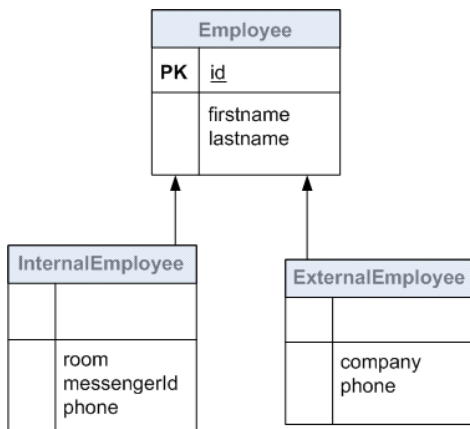 Employee
PK id
firstname
lastname
InternalEmployee
room
messengerId
phone
ExternalEmployee
company
phone